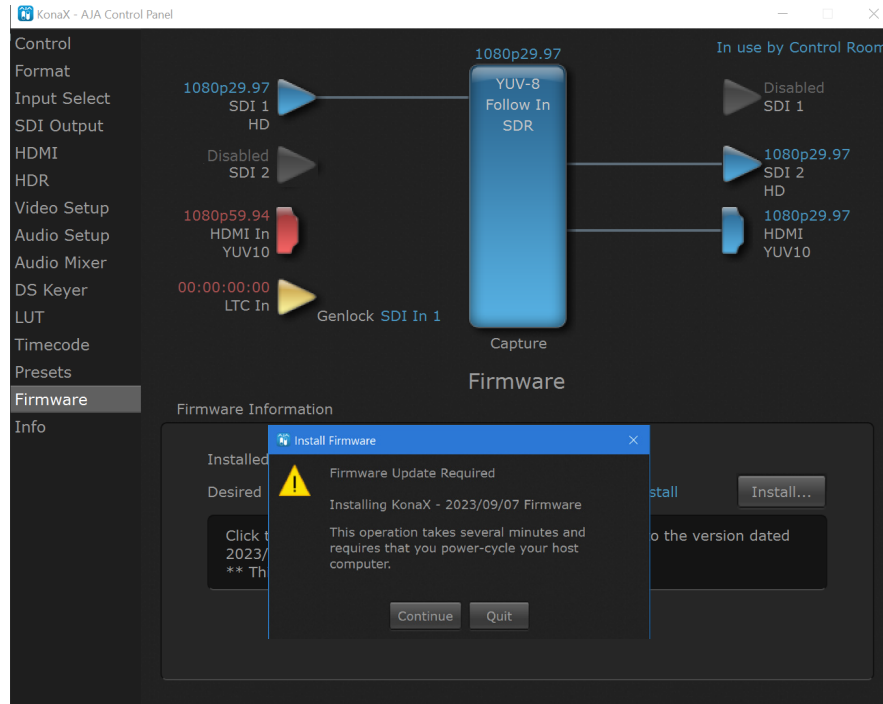 KonaX - AJA Control Panel
Control
Format
Input Select
SDI Output
HDMI
HDR
Video Setup
Audio Setup
Audio Mixer
DS Keyer
LUT
Timecode
Presets
Firmware
Info
1080p29.97
In use by Control Room
1080p29.97
SDI 1
HD
YUV-8
Follow In
SDR
Disabled
SDI 1
Disabled
SDI 2
1080p29.97
SDI 2
HD
1080p59.94
HDMI In
YUV10
1080p29.97
HDMI
YUV10
00:00:00:00
LTC In
Genlock SDI In 1
Capture
Firmware
Firmware Information
Installed
Desired
Install...
Click
o the version dated
2023/
**
Install Firmware
Firmware Update Required
Installing KonaX - 2023/09/07 Firmware
This operation takes several minutes and
requires that you power-cycle your host
computer.
Continue
Quit